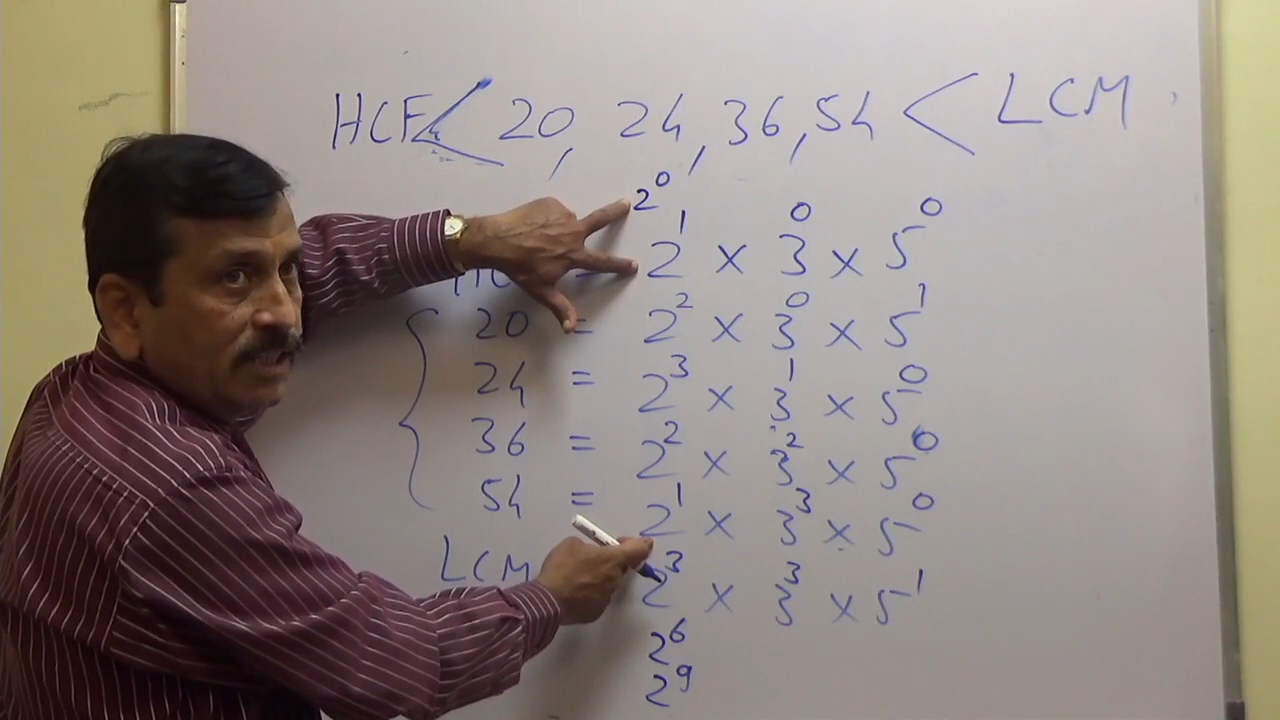 HCF < 20, 24, 36, 54 < LCM
2⁰
2¹ × 3⁰ × 5⁰
20 = 2² × 3⁰ × 5¹
24 = 2³ × 3¹ × 5⁰
36 = 2² × 3² × 5⁰
54 = 2¹ × 3³ × 5⁰
LCM 2³ × 3³ × 5¹
2⁶
2⁹